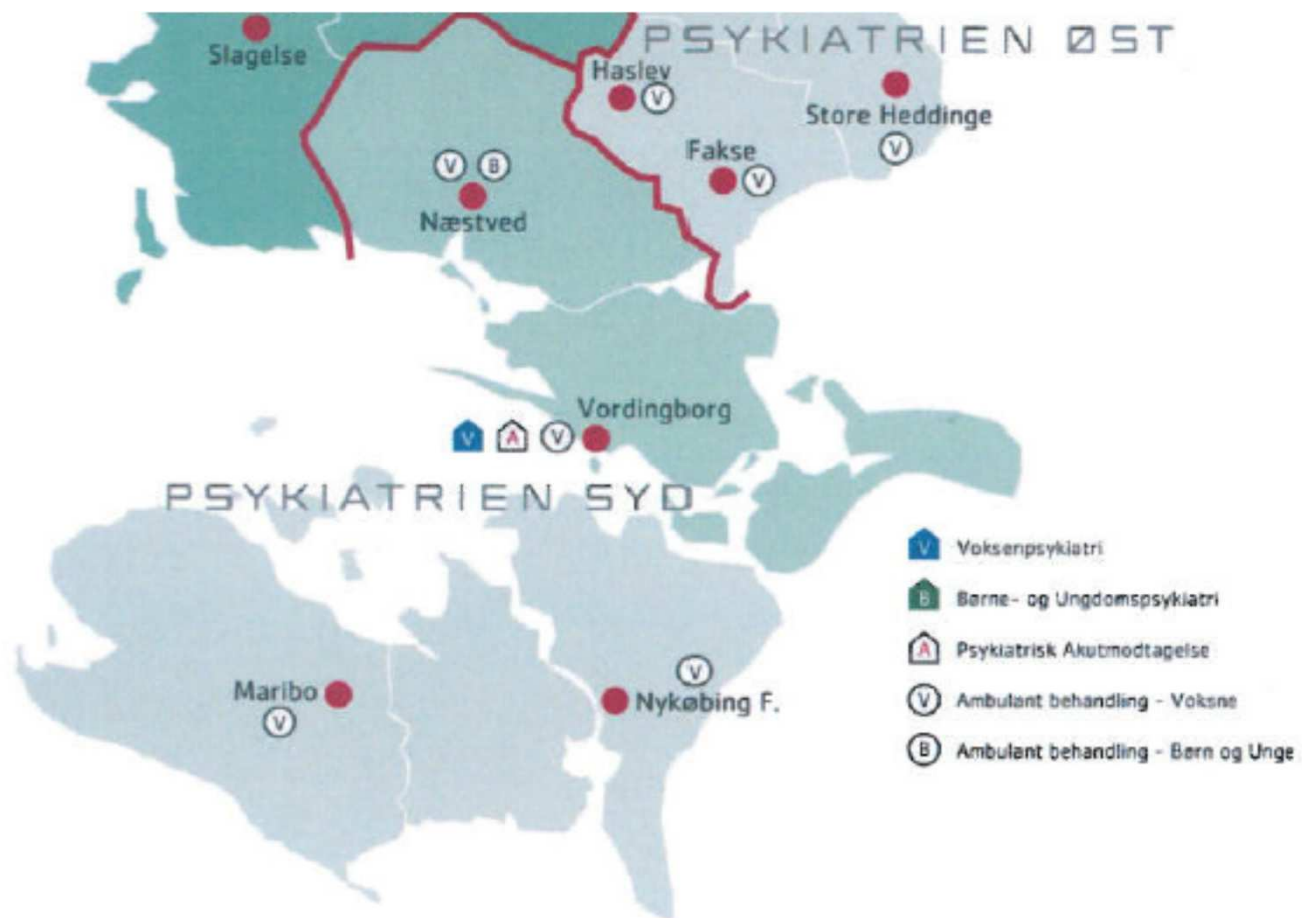 PSYKIATRIEN ØST
Slagelse
Haslev
V
Store Heddinge
V
Fakse
V
V B
Næstved
Vordingborg
V A V
PSYKIATRIEN SYD
Maribo
V
V
Nykøbing F.
V Voksenpsykiatri
B Børne- og Ungdomspsykiatri
A Psykiatrisk Akutmodtagelse
V Ambulant behandling - Voksne
B Ambulant behandling - Børn og Unge